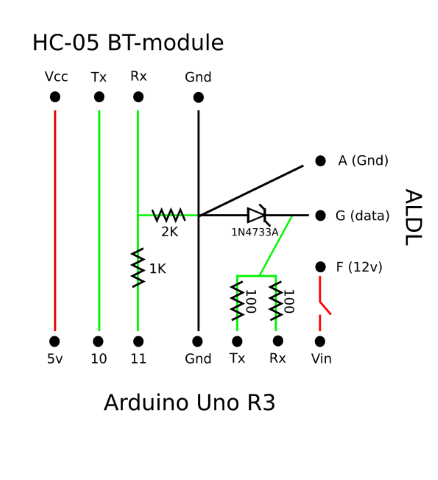 HC-05 BT-module
Vcc Tx Rx Gnd
A (Gnd)
G (data)
ALDL
2K
1N4733A
F (12v)
1K
100 100
5v 10 11 Gnd Tx Rx Vin
Arduino Uno R3